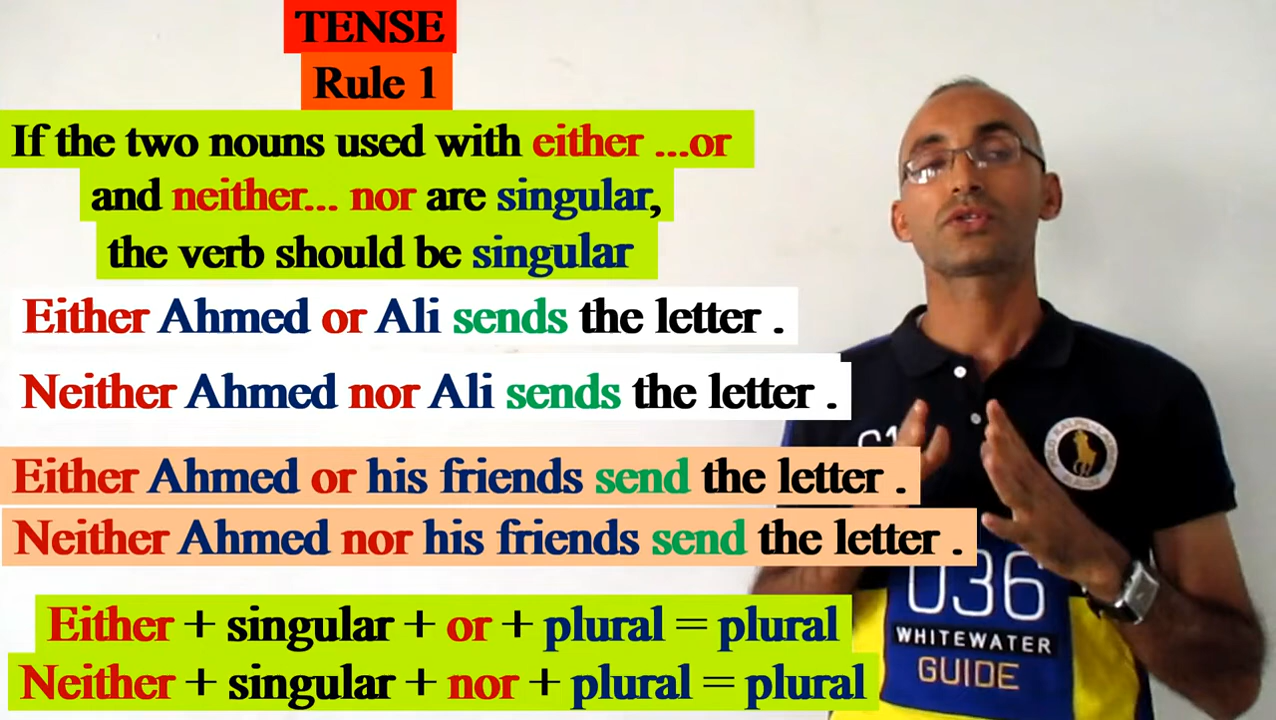 TENSE
Rule 1
If the two nouns used with either ...or
and neither... nor are singular,
the verb should be singular
Either Ahmed or Ali sends the letter .
Neither Ahmed nor Ali sends the letter .
Either Ahmed or his friends send the letter .
Neither Ahmed nor his friends send the letter .
Either + singular + or + plural = plural
Neither + singular + nor + plural = plural
036
WHITEWATER
GUIDE